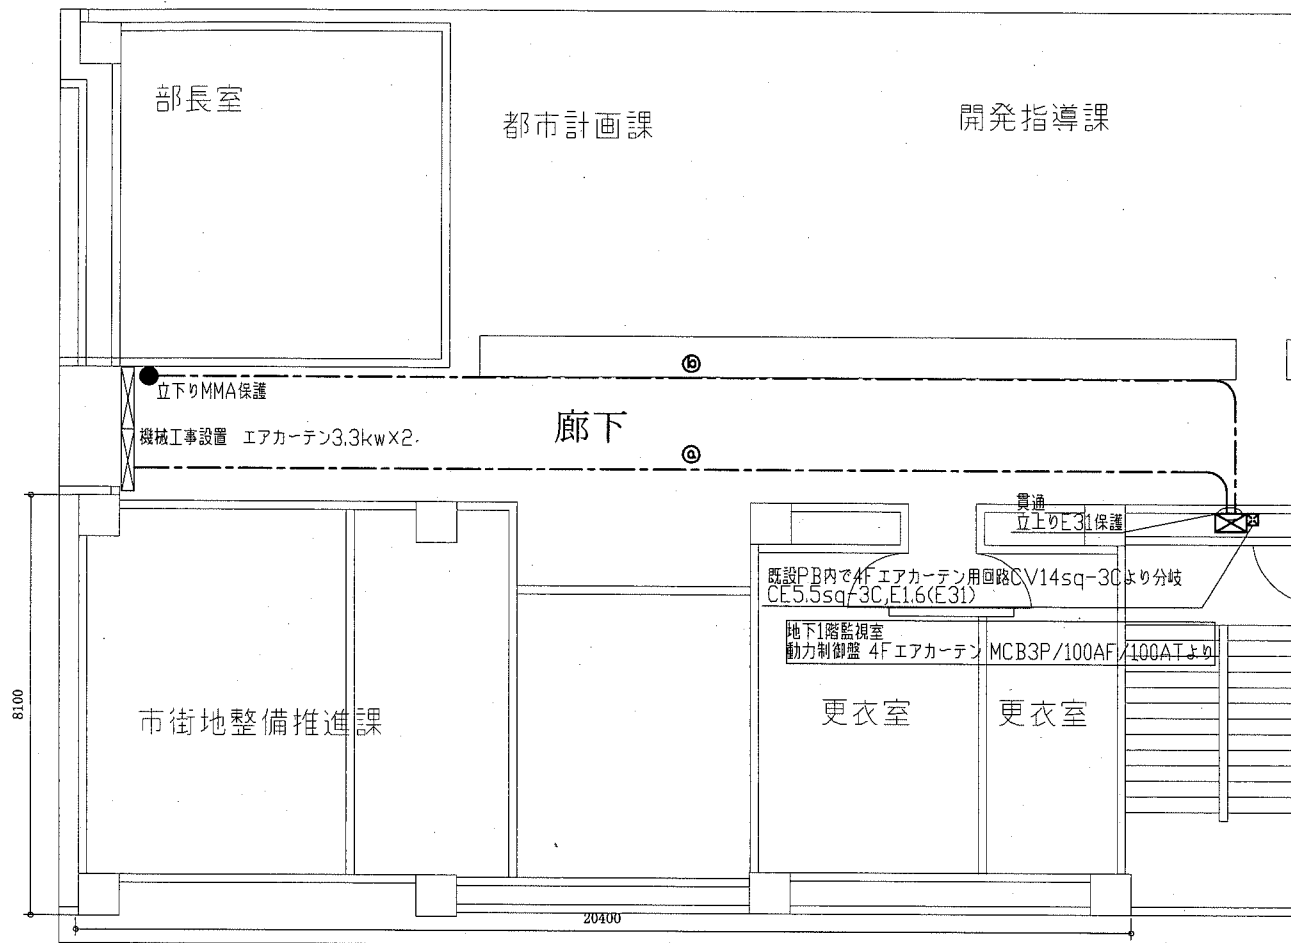 部長室
都市計画課
開発指導課
ⓑ
立下りMMA保護
機械工事設置 エアカーテン3.3kw×2
廊下
ⓐ
貫通
立上りE31保護
既設PB内で4Fエアカーテン用回路CV14sq-3Cより分岐
CE5.5sq-3C,E1.6(E31)
地下1階監視室
動力制御盤 4Fエアカーテン MCB3P/100AF/100ATより
8100
市街地整備推進課
更衣室
更衣室
20400